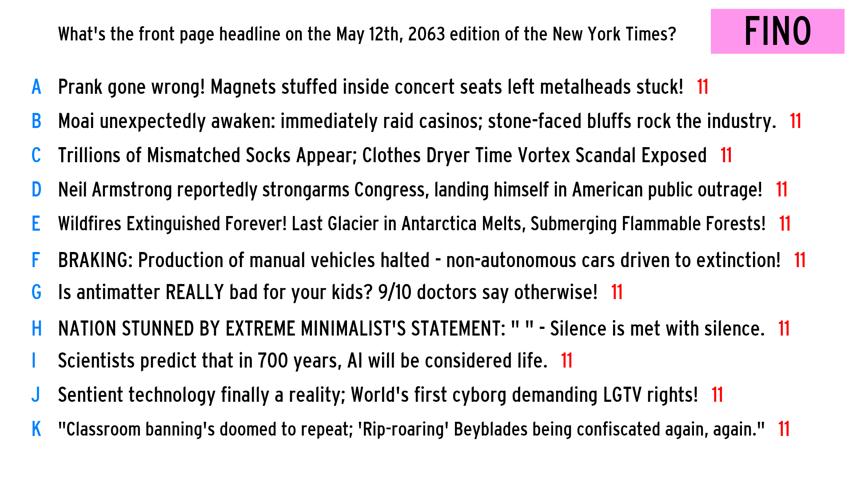 What's the front page headline on the May 12th, 2063 edition of the New York Times?
FINO
A Prank gone wrong! Magnets stuffed inside concert seats left metalheads stuck! 11
B Moai unexpectedly awaken: immediately raid casinos; stone-faced bluffs rock the industry. 11
C Trillions of Mismatched Socks Appear; Clothes Dryer Time Vortex Scandal Exposed 11
D Neil Armstrong reportedly strongarms Congress, landing himself in American public outrage! 11
E Wildfires Extinguished Forever! Last Glacier in Antarctica Melts, Submerging Flammable Forests! 11
F BRAKING: Production of manual vehicles halted - non-autonomous cars driven to extinction! 11
G Is antimatter REALLY bad for your kids? 9/10 doctors say otherwise! 11
H NATION STUNNED BY EXTREME MINIMALIST'S STATEMENT: " " - Silence is met with silence. 11
I Scientists predict that in 700 years, AI will be considered life. 11
J Sentient technology finally a reality; World's first cyborg demanding LGTV rights! 11
K "Classroom banning's doomed to repeat; 'Rip-roaring' Beyblades being confiscated again, again." 11